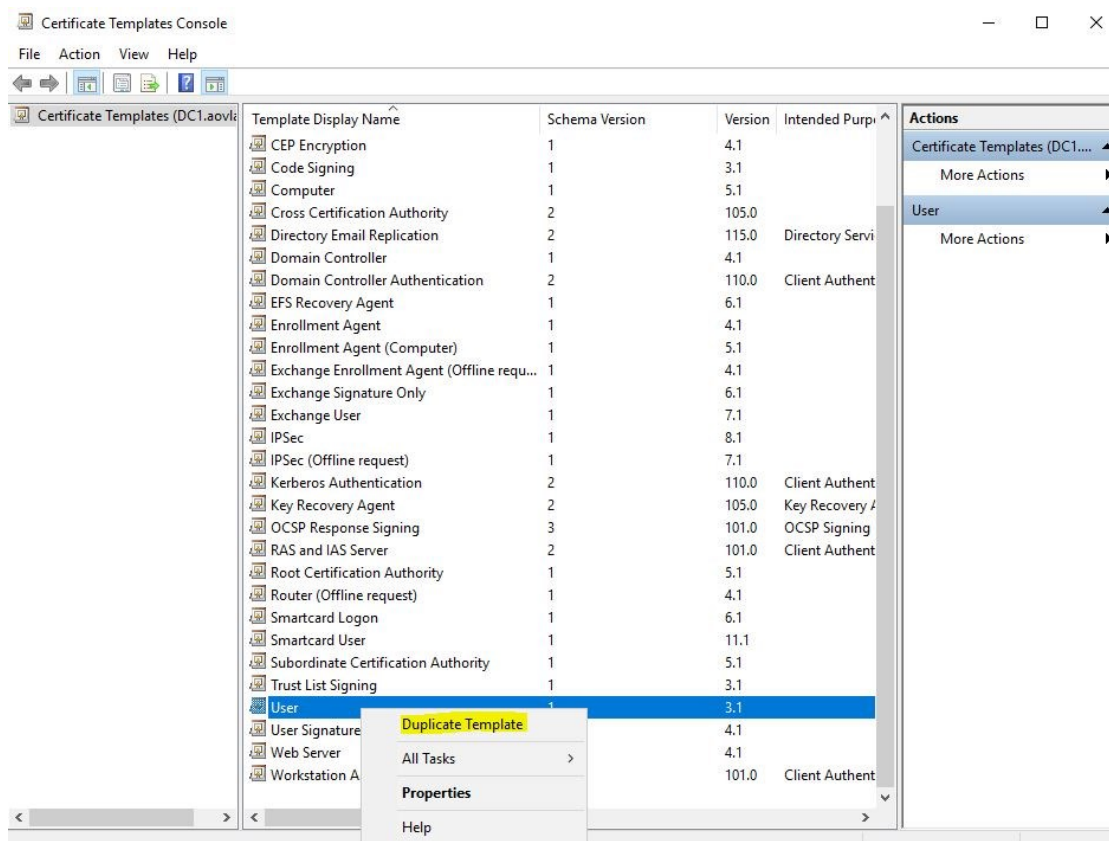 Certificate Templates Console
File Action View Help
Certificate Templates (DC1.aovla
Template Display Name Schema Version Version Intended Purpo
CEP Encryption 1 4.1
Code Signing 1 3.1
Computer 1 5.1
Cross Certification Authority 2 105.0
Directory Email Replication 2 115.0 Directory Servi
Domain Controller 1 4.1
Domain Controller Authentication 2 110.0 Client Authent
EFS Recovery Agent 1 6.1
Enrollment Agent 1 4.1
Enrollment Agent (Computer) 1 5.1
Exchange Enrollment Agent (Offline requ... 1 4.1
Exchange Signature Only 1 6.1
Exchange User 1 7.1
IPSec 1 8.1
IPSec (Offline request) 1 7.1
Kerberos Authentication 2 110.0 Client Authent
Key Recovery Agent 2 105.0 Key Recovery A
OCSP Response Signing 3 101.0 OCSP Signing
RAS and IAS Server 2 101.0 Client Authent
Root Certification Authority 1 5.1
Router (Offline request) 1 4.1
Smartcard Logon 1 6.1
Smartcard User 1 11.1
Subordinate Certification Authority 1 5.1
Trust List Signing 1 3.1
User 1 3.1
User Signature 4.1
Web Server 4.1
Workstation A 101.0 Client Authent
Duplicate Template
All Tasks
Properties
Help
Actions
Certificate Templates (DC1....
More Actions
User
More Actions